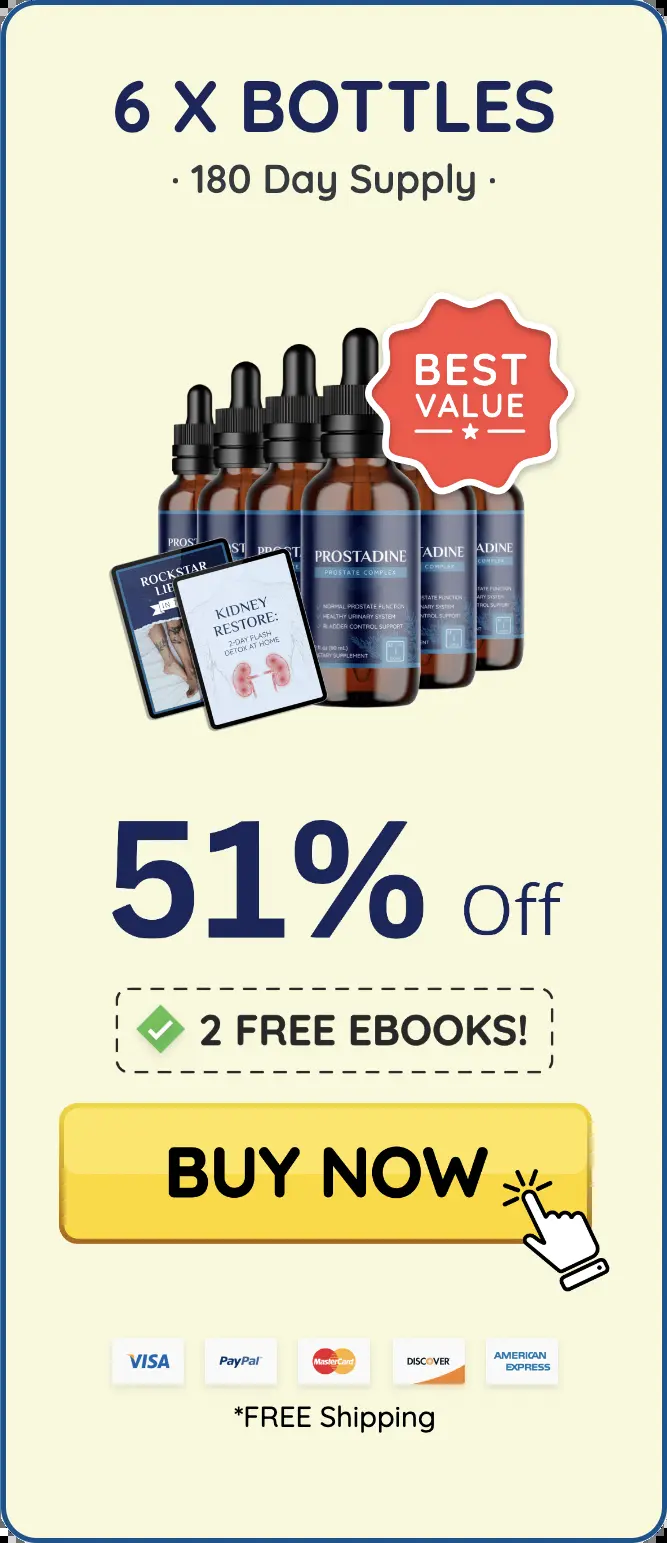 6 X BOTTLES
· 180 Day Supply ·
BEST
VALUE
PROSTADINE
PROSTATE COMPLEX
NORMAL PROSTATE FUNCTION
HEALTHY URINARY SYSTEM
BLADDER CONTROL SUPPORT
ROCKSTAR
KIDNEY
RESTORE:
2-DAY FLASH
DETOX AT HOME
51% Off
2 FREE EBOOKS!
BUY NOW
VISA
PayPal
MasterCard
DISCOVER
AMERICAN
EXPRESS
*FREE Shipping